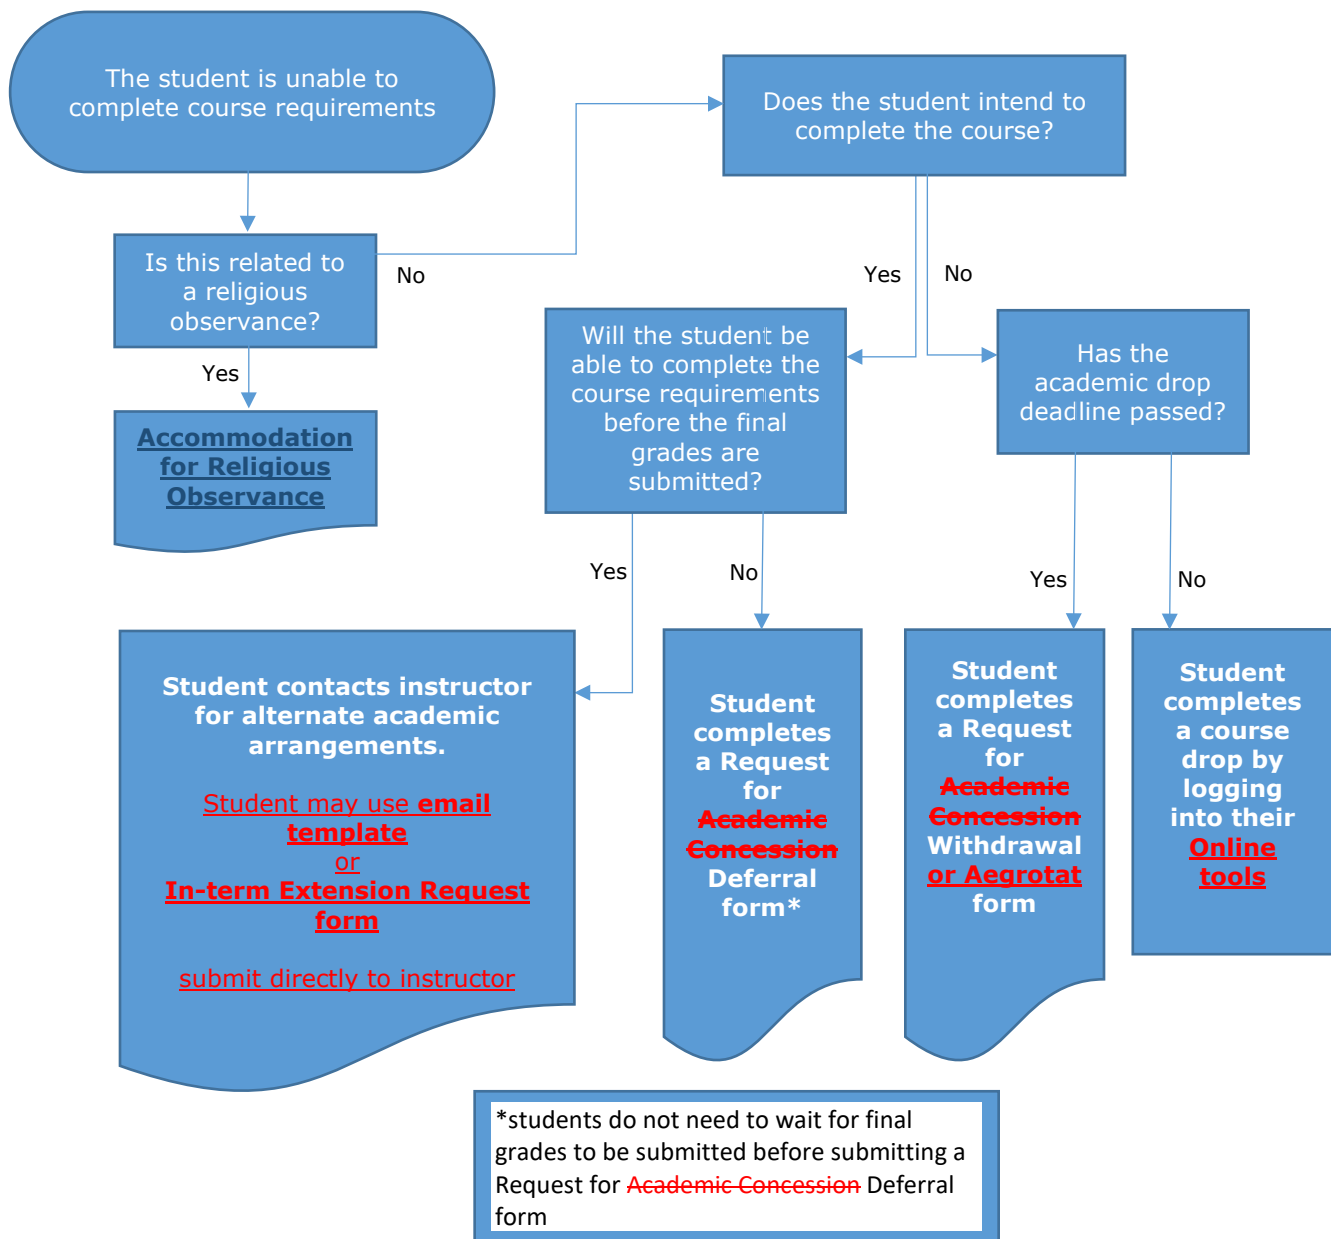 The student is unable to
complete course requirements
Does the student intend to
complete the course?
Is this related to
a religious
observance?
No
Yes
Accommodation
for Religious
Observance
Yes
No
Will the student be
able to complete the
course requirements
before the final
grades are
submitted?
Has the
academic drop
deadline passed?
Yes
No
Yes
No
Student contacts instructor
for alternate academic
arrangements.
Student may use email
template
or
In-term Extension Request
form
submit directly to instructor
Student
completes
a Request
for
Academic
Concession
Deferral
form*
Student
completes
a Request
for
Academic
Concession
Withdrawal
or Aegrotat
form
Student
completes
a course
drop by
logging
into their
Online
tools
*students do not need to wait for final
grades to be submitted before submitting a
Request for Academic Concession Deferral
form